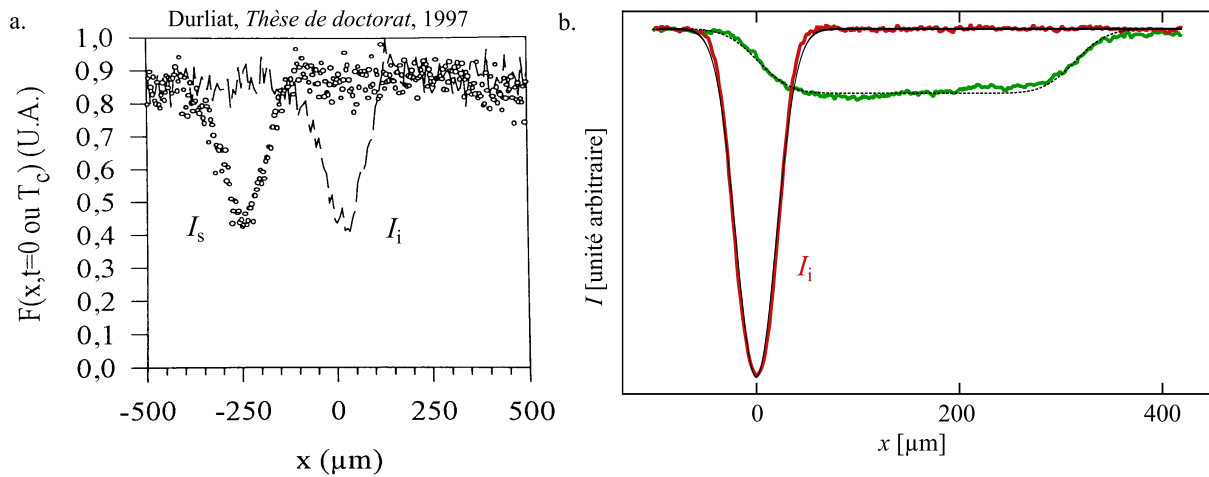 a.
Durliat, Thèse de doctorat, 1997
F(x,t=0 ou T_c) (U.A.)
1,0
0,9
0,8
0,7
0,6
0,5
0,4
0,3
0,2
0,1
0,0
I_s
I_i
-500
-250
0
250
500
x (µm)
b.
I [unité arbitraire]
I_i
0
200
400
x [µm]